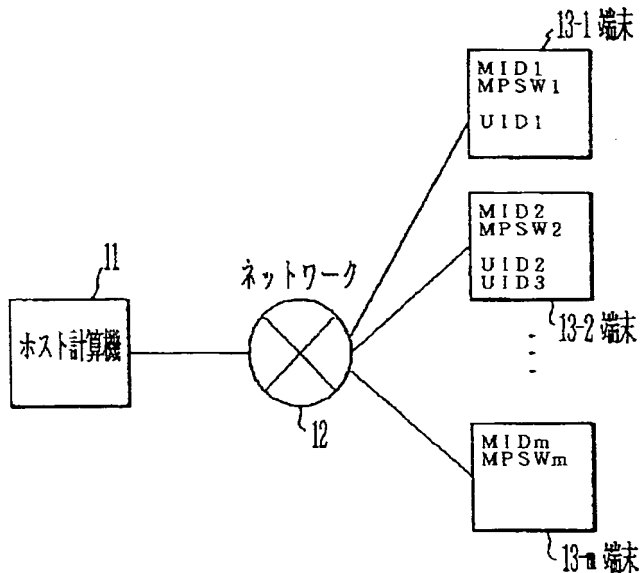 13-1 端末
MID1
MPSW1
UID1
MID2
MPSW2
UID2
UID3
13-2 端末
11
ネットワーク
ホスト計算機
12
MIDm
MPSWm
13-m 端末